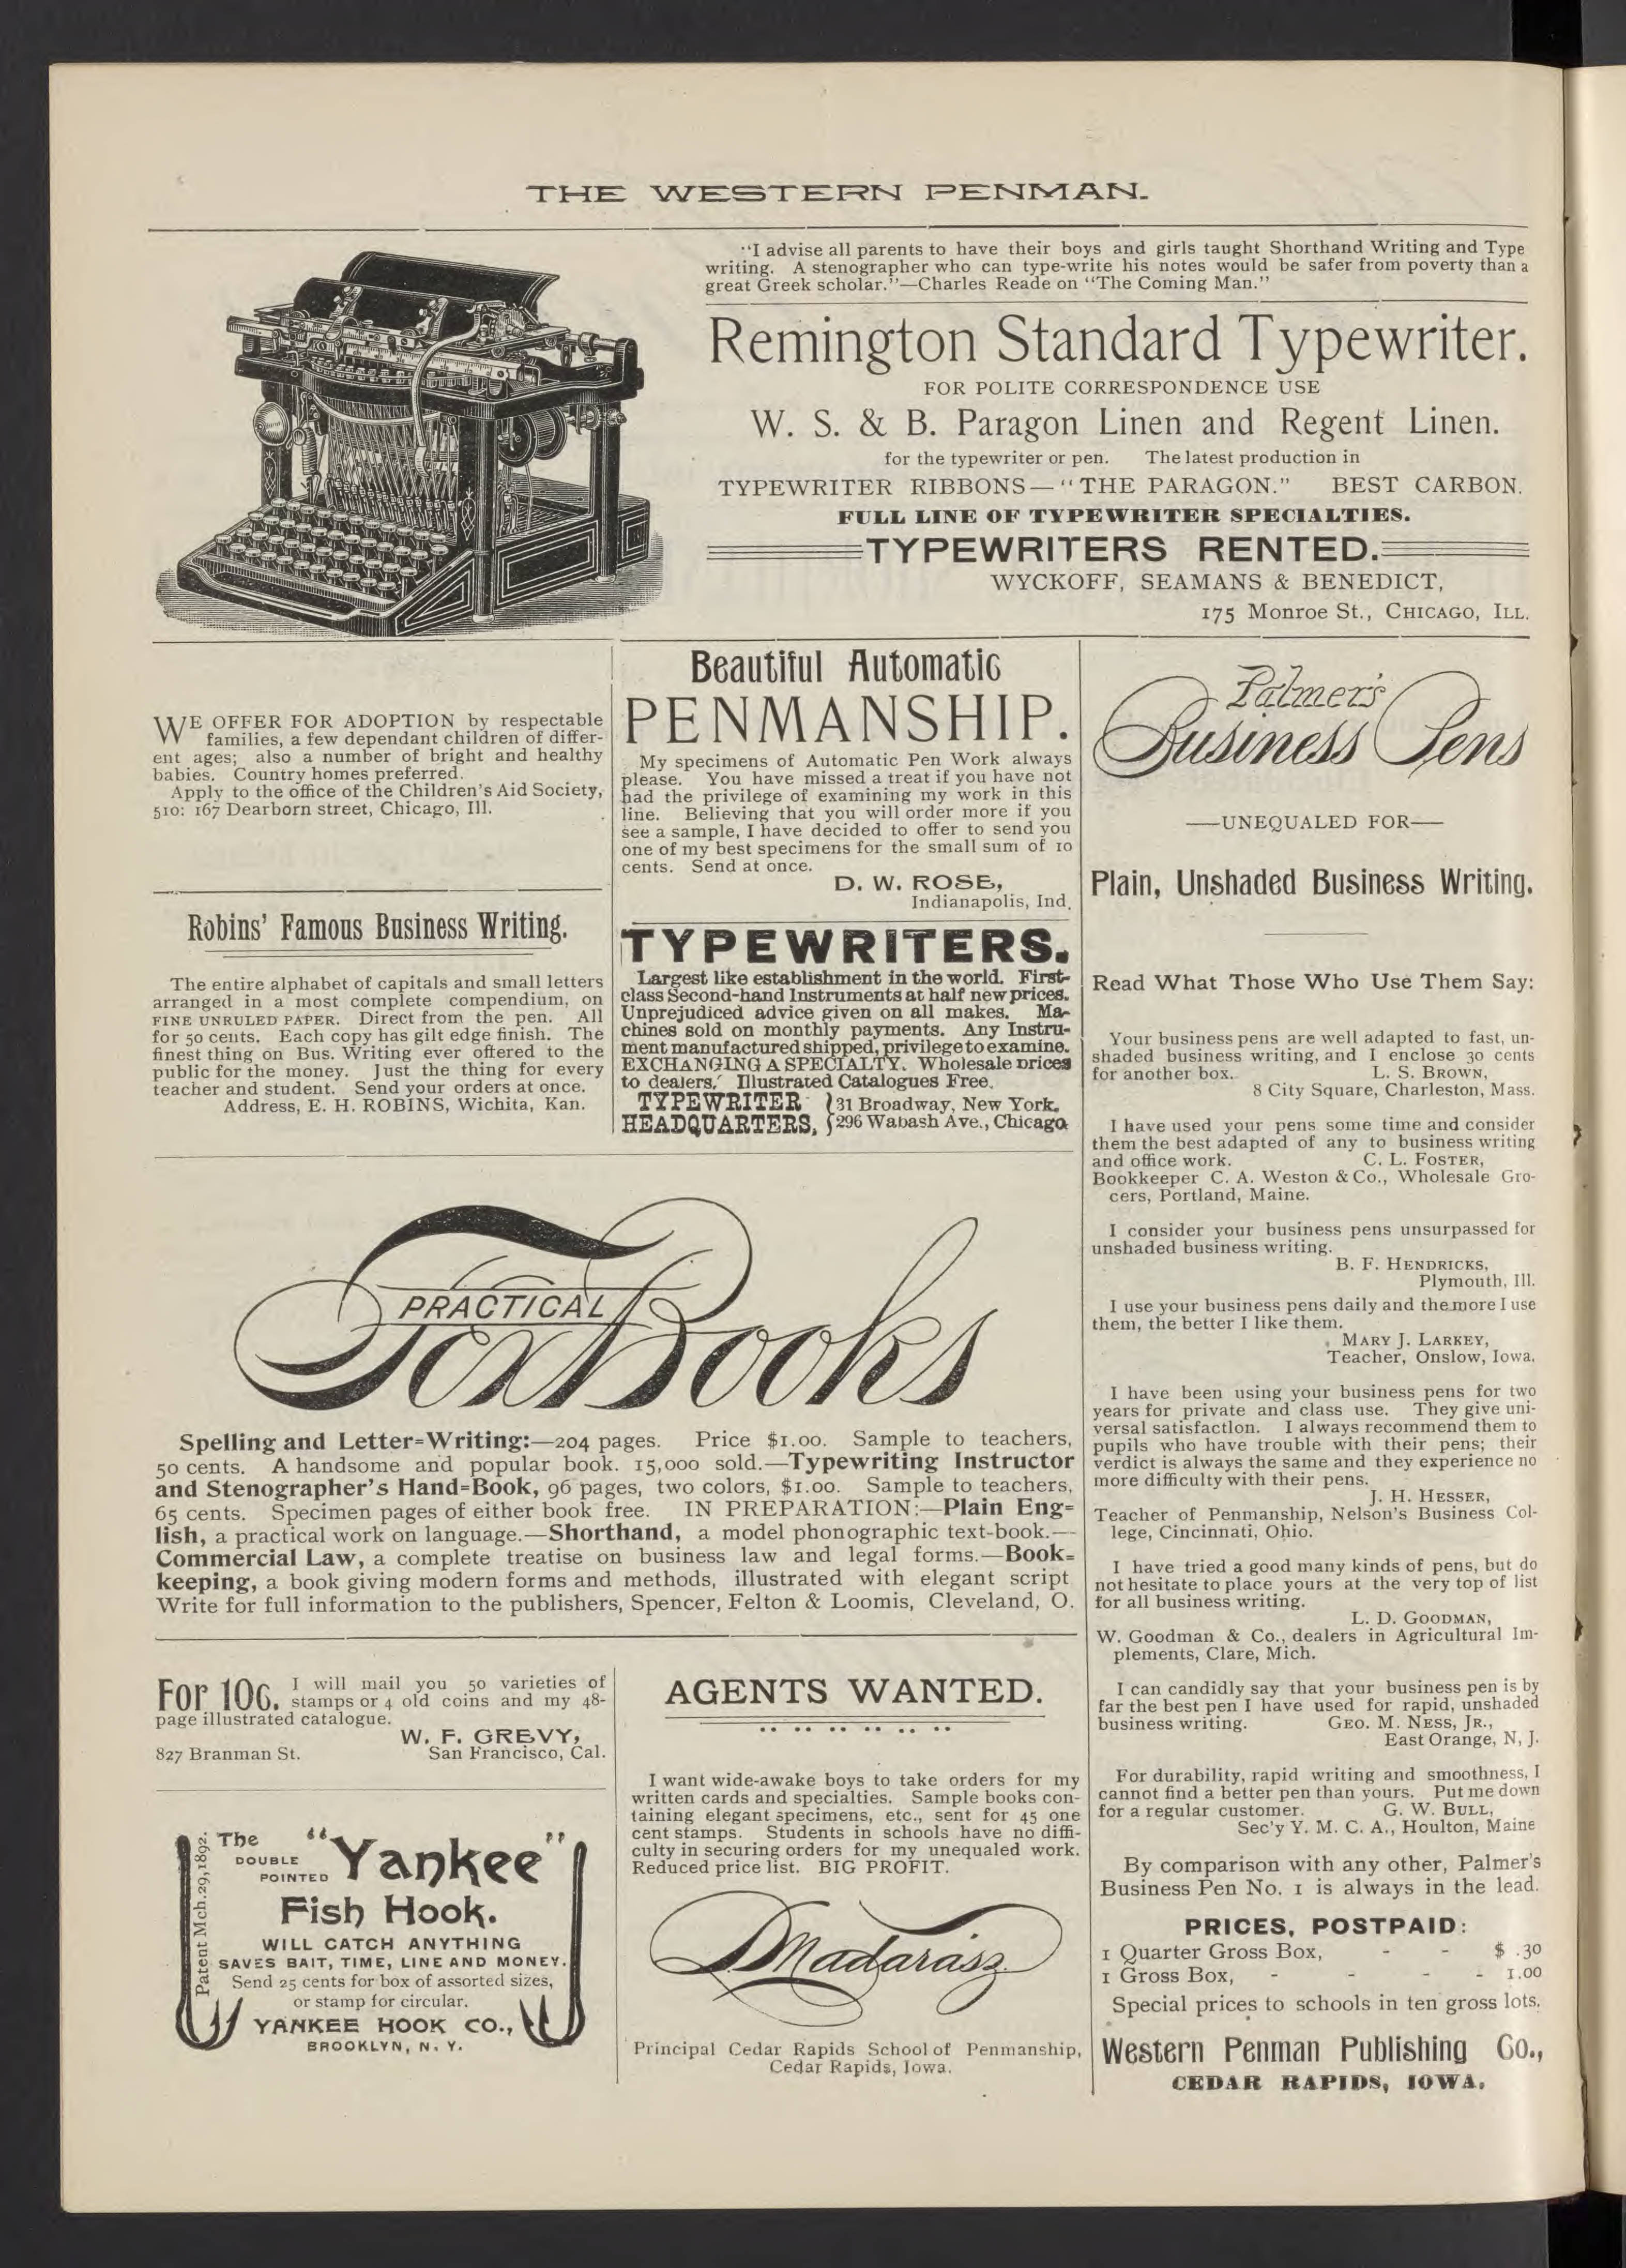 THE WESTERN PENMAN.
"I advise all parents to have their boys and girls taught Shorthand Writing and Type
writing. A stenographer who can type-write his notes would be safer from poverty than a
great Greek scholar."—Charles Reade on "The Coming Man."
Remington Standard Typewriter.
FOR POLITE CORRESPONDENCE USE
W. S. & B. Paragon Linen and Regent Linen.
for the typewriter or pen. The latest production in
TYPEWRITER RIBBONS—"THE PARAGON." BEST CARBON.
FULL LINE OF TYPEWRITER SPECIALTIES.
TYPEWRITERS RENTED.
WYCKOFF, SEAMANS & BENEDICT,
175 Monroe St., CHICAGO, ILL.
WE OFFER FOR ADOPTION by respectable
families, a few dependant children of differ-
ent ages; also a number of bright and healthy
babies. Country homes preferred.
Apply to the office of the Children's Aid Society,
510: 167 Dearborn street, Chicago, Ill.
Robins' Famous Business Writing.
The entire alphabet of capitals and small letters
arranged in a most complete compendium, on
FINE UNRULED PAPER. Direct from the pen. All
for 50 cents. Each copy has gilt edge finish. The
finest thing on Bus. Writing ever offered to the
public for the money. Just the thing for every
teacher and student. Send your orders at once.
Address, E. H. ROBINS, Wichita, Kan.
Beautiful Automatic
PENMANSHIP.
My specimens of Automatic Pen Work always
please. You have missed a treat if you have not
had the privilege of examining my work in this
line. Believing that you will order more if you
see a sample, I have decided to offer to send you
one of my best specimens for the small sum of 10
cents. Send at once.
D. W. ROSE,
Indianapolis, Ind.
TYPEWRITERS.
Largest like establishment in the world. First-
class Second-hand Instruments at half new prices.
Unprejudiced advice given on all makes. Ma-
chines sold on monthly payments. Any Instru-
ment manufactured shipped, privilege to examine.
EXCHANGING A SPECIALTY. Wholesale prices
to dealers. Illustrated Catalogues Free.
TYPEWRITER } 31 Broadway, New York.
HEADQUARTERS, } 296 Wabash Ave., Chicago
PRACTICAL
Text Books
Spelling and Letter=Writing:—204 pages. Price $1.00. Sample to teachers,
50 cents. A handsome and popular book. 15,000 sold.—Typewriting Instructor
and Stenographer's Hand=Book, 96 pages, two colors, $1.00. Sample to teachers,
65 cents. Specimen pages of either book free. IN PREPARATION:—Plain Eng=
lish, a practical work on language.—Shorthand, a model phonographic text-book.—
Commercial Law, a complete treatise on business law and legal forms.—Book=
keeping, a book giving modern forms and methods, illustrated with elegant script
Write for full information to the publishers, Spencer, Felton & Loomis, Cleveland, O.
For 10c. I will mail you 50 varieties of
stamps or 4 old coins and my 48-
page illustrated catalogue.
W. F. GREVY,
827 Branman St. San Francisco, Cal.
Patent Mch. 29, 1892.
The
DOUBLE
POINTED
"Yankee"
Fish Hook.
WILL CATCH ANYTHING
SAVES BAIT, TIME, LINE AND MONEY.
Send 25 cents for box of assorted sizes,
or stamp for circular.
YANKEE HOOK CO.,
BROOKLYN, N. Y.
AGENTS WANTED.
I want wide-awake boys to take orders for my
written cards and specialties. Sample books con-
taining elegant specimens, etc., sent for 45 one
cent stamps. Students in schools have no diffi-
culty in securing orders for my unequaled work.
Reduced price list. BIG PROFIT.
Madarasz
Principal Cedar Rapids School of Penmanship,
Cedar Rapids, Iowa.
Palmer's
Business Pens
—UNEQUALED FOR—
Plain, Unshaded Business Writing.
Read What Those Who Use Them Say:
Your business pens are well adapted to fast, un-
shaded business writing, and I enclose 30 cents
for another box. L. S. BROWN,
8 City Square, Charleston, Mass.
I have used your pens some time and consider
them the best adapted of any to business writing
and office work. C. L. FOSTER,
Bookkeeper C. A. Weston & Co., Wholesale Gro-
cers, Portland, Maine.
I consider your business pens unsurpassed for
unshaded business writing.
B. F. HENDRICKS,
Plymouth, Ill.
I use your business pens daily and the more I use
them, the better I like them.
MARY J. LARKEY,
Teacher, Onslow, Iowa.
I have been using your business pens for two
years for private and class use. They give uni-
versal satisfaction. I always recommend them to
pupils who have trouble with their pens; their
verdict is always the same and they experience no
more difficulty with their pens.
J. H. HESSER,
Teacher of Penmanship, Nelson's Business Col-
lege, Cincinnati, Ohio.
I have tried a good many kinds of pens, but do
not hesitate to place yours at the very top of list
for all business writing.
L. D. GOODMAN,
W. Goodman & Co., dealers in Agricultural Im-
plements, Clare, Mich.
I can candidly say that your business pen is by
far the best pen I have used for rapid, unshaded
business writing. GEO. M. NESS, JR.,
East Orange, N, J.
For durability, rapid writing and smoothness, I
cannot find a better pen than yours. Put me down
for a regular customer. G. W. BULL,
Sec'y Y. M. C. A., Houlton, Maine
By comparison with any other, Palmer's
Business Pen No. 1 is always in the lead.
PRICES, POSTPAID:
1 Quarter Gross Box, - - $ .30
1 Gross Box, - - - - 1.00
Special prices to schools in ten gross lots.
Western Penman Publishing Co.,
CEDAR RAPIDS, IOWA.